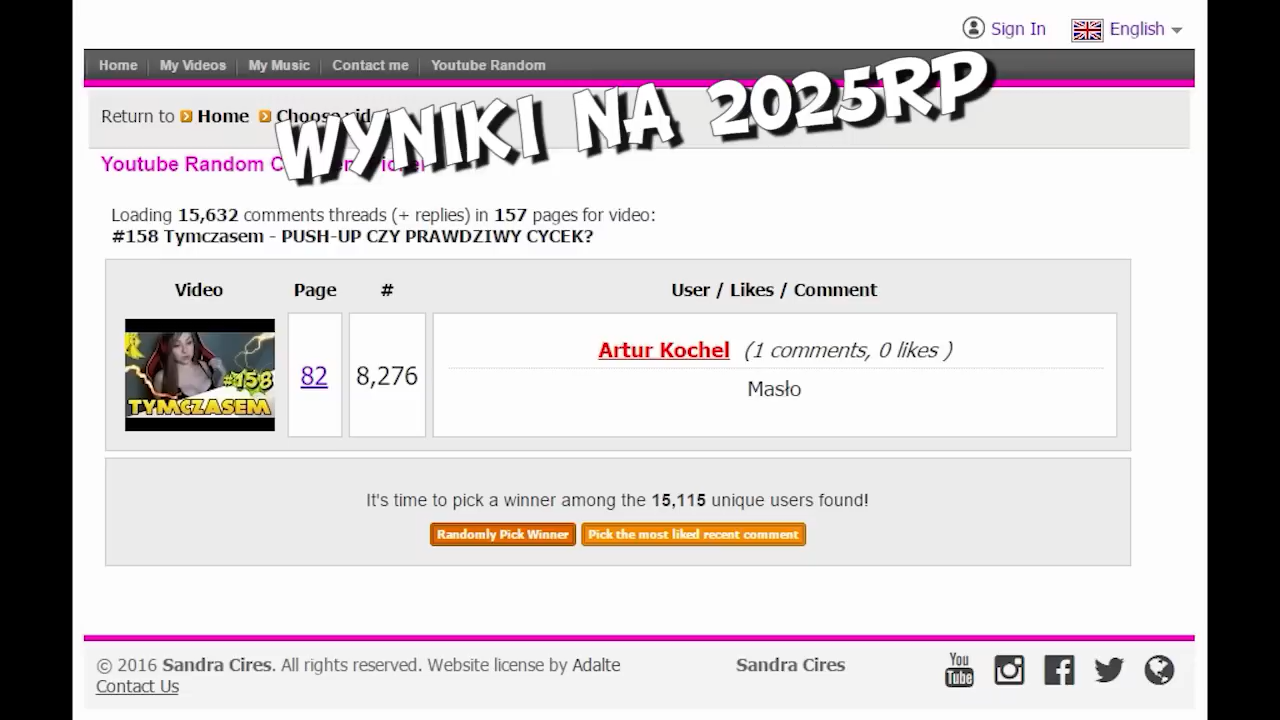 Sign In English
Home My Videos My Music Contact me Youtube Random
WYNIKI NA 2025RP
Return to Home
Youtube Random
Loading 15,632 comments threads (+ replies) in 157 pages for video:
#158 Tymczasem - PUSH-UP CZY PRAWDZIWY CYCEK?
Video Page # User / Likes / Comment
#158
TYMCZASEM
82 8,276
Artur Kochel (1 comments, 0 likes )
Masło
It's time to pick a winner among the 15,115 unique users found!
Randomly Pick Winner Pick the most liked recent comment
© 2016 Sandra Cires. All rights reserved. Website license by Adalte
Contact Us
Sandra Cires
You
Tube